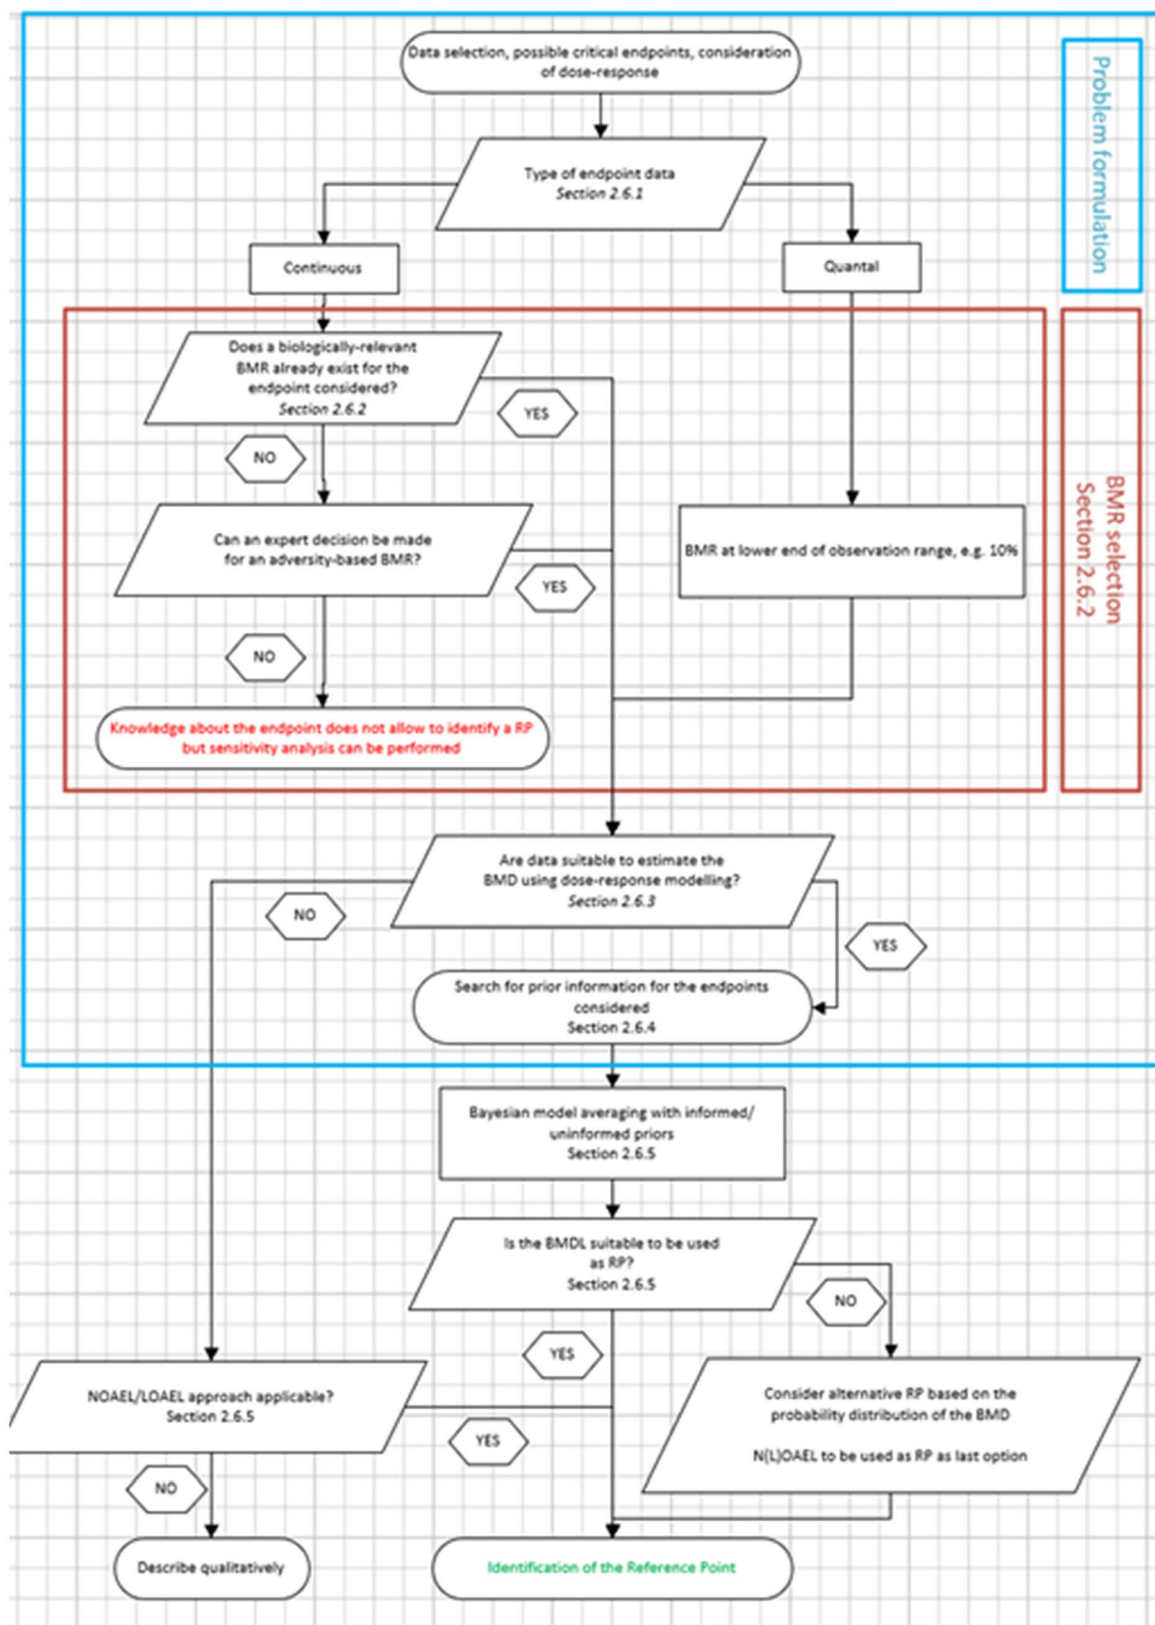 Data selection, possible critical endpoints, consideration
of dose-response
Problem formulation
Type of endpoint data
Section 2.6.1
Continuous
Quantal
Does a biologically-relevant
BMR already exist for the
endpoint considered?
Section 2.6.2
YES
NO
BMR selection
Section 2.6.2
Can an expert decision be made
for an adversity-based BMR?
BMR at lower end of observation range, e.g. 10%
YES
NO
Knowledge about the endpoint does not allow to identify a RP
but sensitivity analysis can be performed
Are data suitable to estimate the
BMD using dose-response modelling?
Section 2.6.3
NO
YES
Search for prior information for the endpoints
considered
Section 2.6.4
Bayesian model averaging with informed/
uninformed priors
Section 2.6.5
Is the BMDL suitable to be used
as RP?
Section 2.6.5
NO
YES
NOAEL/LOAEL approach applicable?
Section 2.6.5
Consider alternative RP based on the
probability distribution of the BMD
N(L)OAEL to be used as RP as last option
YES
NO
Describe qualitatively
Identification of the Reference Point